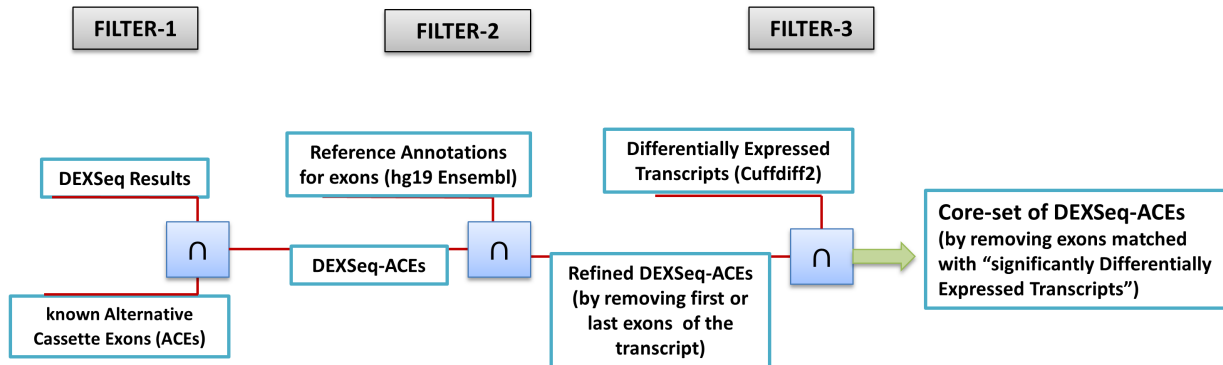 FILTER-1
FILTER-2
FILTER-3
DEXSeq Results
∩
known Alternative
Cassette Exons (ACEs)
Reference Annotations
for exons (hg19 Ensembl)
∩
DEXSeq-ACEs
Differentially Expressed
Transcripts (Cuffdiff2)
∩
Refined DEXSeq-ACEs
(by removing first or
last exons of the
transcript)
Core-set of DEXSeq-ACEs
(by removing exons matched
with “significantly Differentially
Expressed Transcripts”)